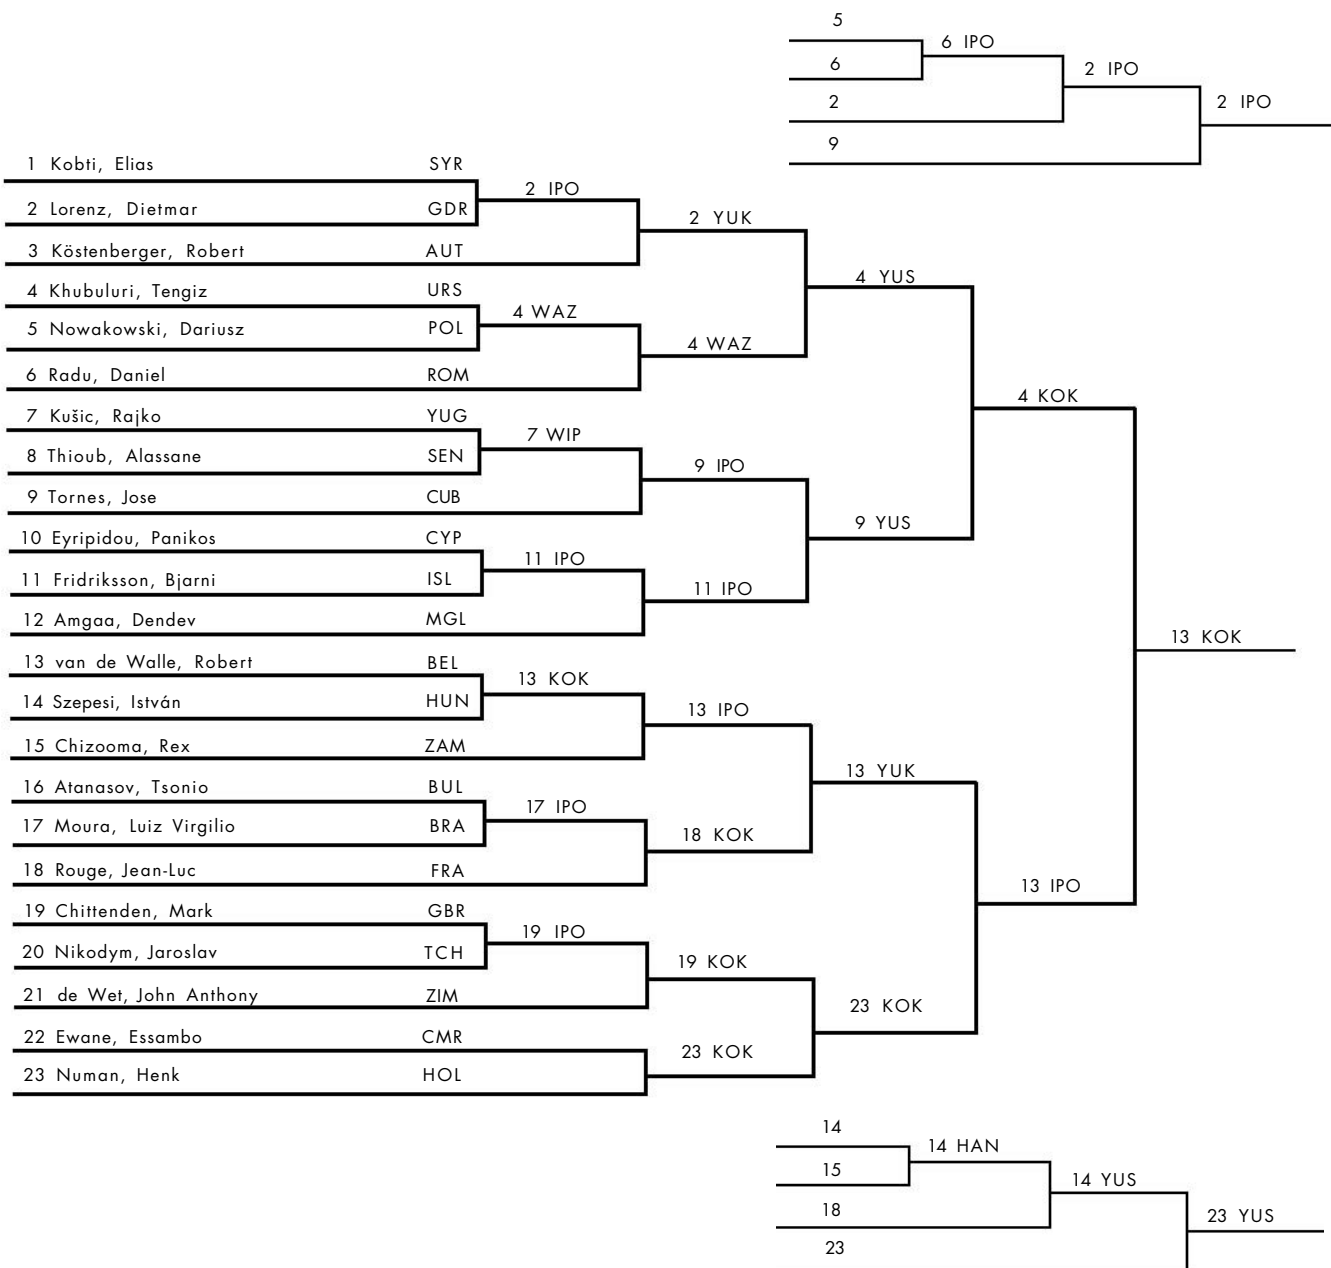 5
6 IPO
6
2 IPO
2
2 IPO
9
1 Kobti, Elias SYR
2 IPO
2 Lorenz, Dietmar GDR
2 YUK
3 Köstenberger, Robert AUT
4 YUS
4 Khubuluri, Tengiz URS
4 WAZ
5 Nowakowski, Dariusz POL
4 WAZ
6 Radu, Daniel ROM
4 KOK
7 Kušic, Rajko YUG
7 WIP
8 Thioub, Alassane SEN
9 IPO
9 Tornes, Jose CUB
9 YUS
10 Eyripidou, Panikos CYP
11 IPO
11 Fridriksson, Bjarni ISL
11 IPO
12 Amgaa, Dendev MGL
13 KOK
13 van de Walle, Robert BEL
13 KOK
14 Szepesi, István HUN
13 IPO
15 Chizooma, Rex ZAM
13 YUK
16 Atanasov, Tsonio BUL
17 IPO
17 Moura, Luiz Virgilio BRA
18 KOK
18 Rouge, Jean-Luc FRA
13 IPO
19 Chittenden, Mark GBR
19 IPO
20 Nikodym, Jaroslav TCH
19 KOK
21 de Wet, John Anthony ZIM
23 KOK
22 Ewane, Essambo CMR
23 KOK
23 Numan, Henk HOL
14
14 HAN
15
14 YUS
18
23 YUS
23